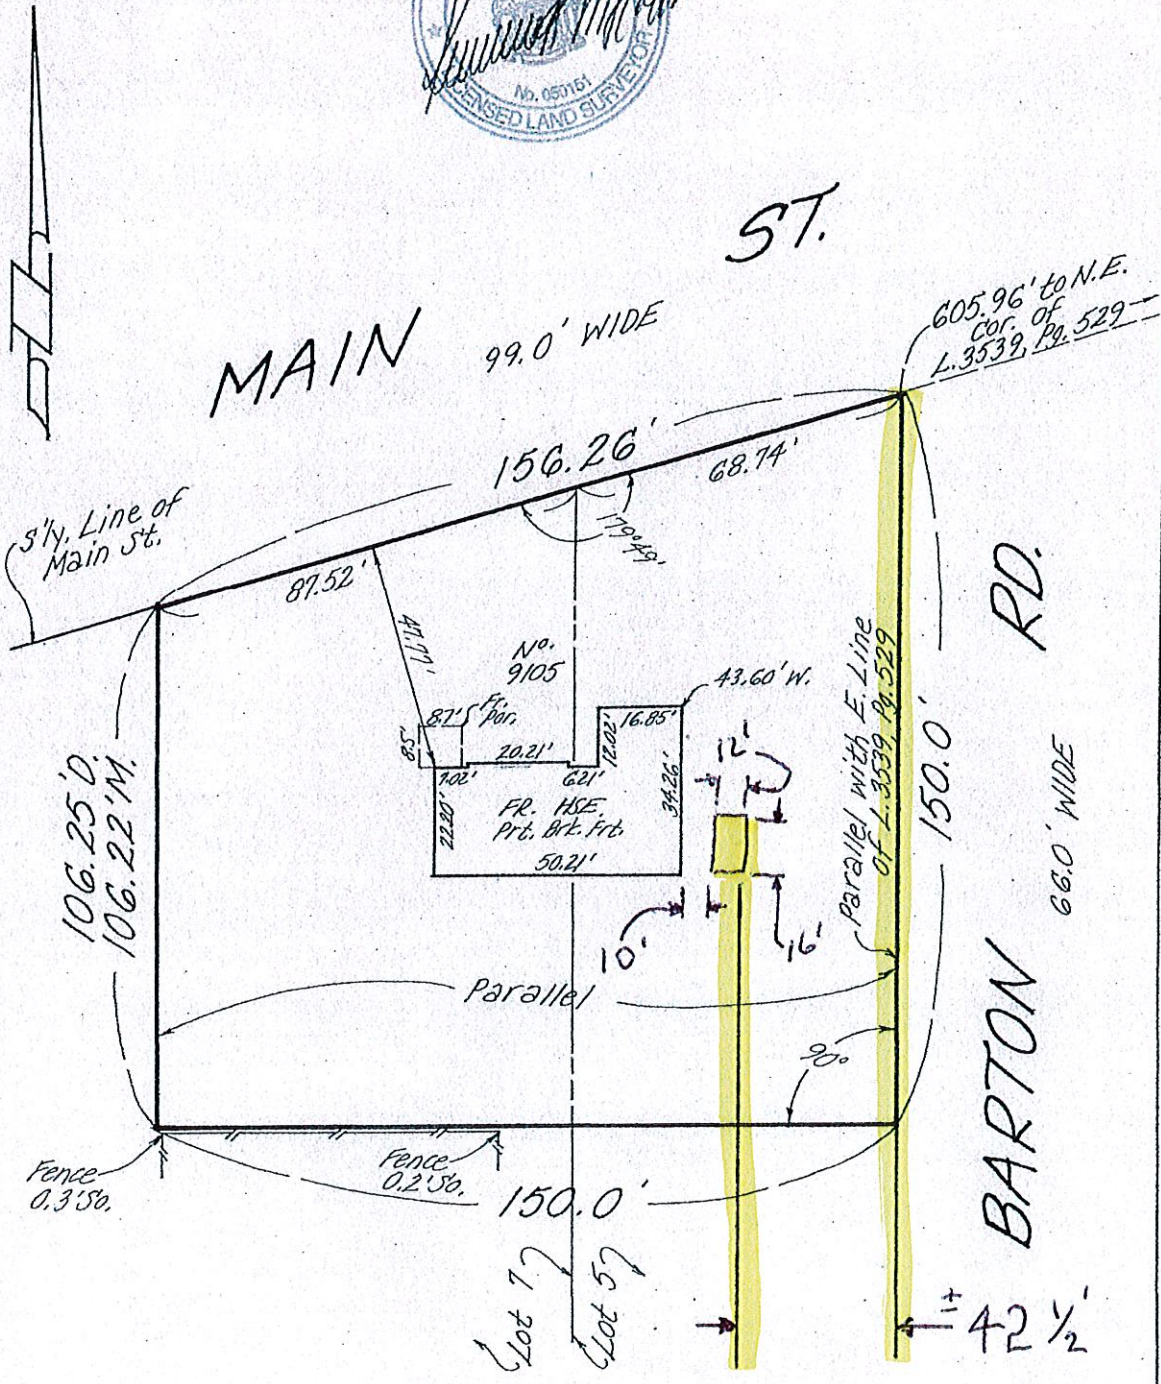 No. 050151
LICENSED LAND SURVEYOR
MAIN ST.
99.0' WIDE
605.96' to N.E.
Cor. of
L.3539, Pg. 529
156.26'
68.74'
179°49'
S'ly. Line of
Main St.
87.52'
47.77'
No.
9105
43.60' W.
8.7'
Fr.
Por.
8.5'
16.85'
12.02'
20.21'
7.02'
6.21'
34.26'
22.20'
FR. HSE.
Prt. Brk. Frt.
50.21'
12'
10'
16'
Parallel with E. Line
of L.3539, Pg.529
150.0'
BARTON RD.
66.0' WIDE
106.25'D.
106.22'M.
Parallel
90°
Fence
0.3'So.
Fence
0.2'So.
150.0'
Lot 7
Lot 5
± 42 ½'